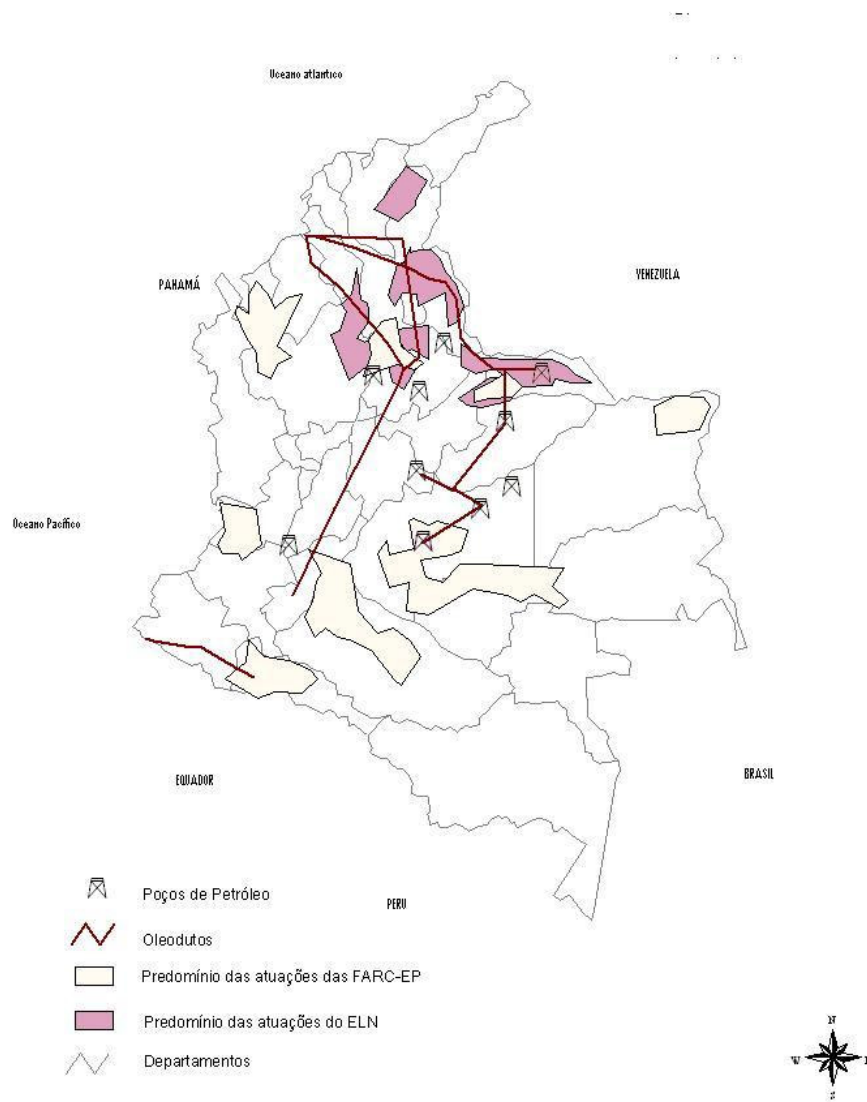 Oceano atlantico
PANAMÁ
VENEZUELA
Oceano Pacífico
EQUADOR
BRASIL
PERU
Poços de Petróleo
Oleodutos
Predomínio das atuações das FARC-EP
Predomínio das atuações do ELN
Departamentos
N
W
S